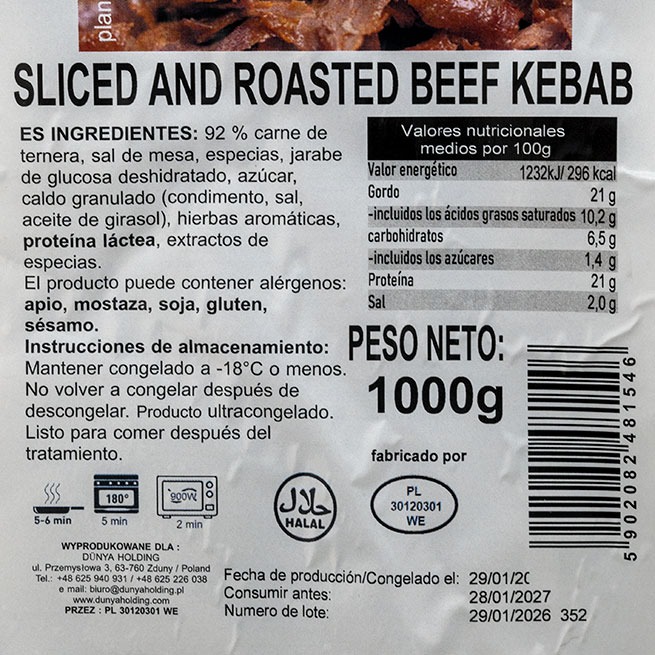 plan
SLICED AND ROASTED BEEF KEBAB
ES INGREDIENTES: 92 % carne de
ternera, sal de mesa, especias, jarabe
de glucosa deshidratado, azúcar,
caldo granulado (condimento, sal,
aceite de girasol), hierbas aromáticas,
proteína láctea, extractos de
especias.
El producto puede contener alérgenos:
apio, mostaza, soja, gluten,
sésamo.
Instrucciones de almacenamiento:
Mantener congelado a -18°C o menos.
No volver a congelar después de
descongelar. Producto ultracongelado.
Listo para comer después del
tratamiento.
Valores nutricionales
medios por 100g
Valor energético 1232kJ/ 296 kcal
Gordo 21 g
-incluidos los ácidos grasos saturados 10,2 g
carbohidratos 6,5 g
-incluidos los azúcares 1,4 g
Proteína 21 g
Sal 2,0 g
PESO NETO:
1000g
fabricado por
PL
30120301
WE
5 902082 481546
180°
900W
5-6 min 5 min 2 min
حلال
HALAL
WYPRODUKOWANE DLA :
DÜNYA HOLDING
ul. Przemysłowa 3, 63-760 Zduny / Poland
Tel.: +48 625 940 931 / +48 625 226 038
e mail: biuro@dunyaholding.pl
www.dunyaholding.com
PRZEZ : PL 30120301 WE
Fecha de producción/Congelado el: 29/01/20
Consumir antes: 28/01/2027
Numero de lote: 29/01/2026 352